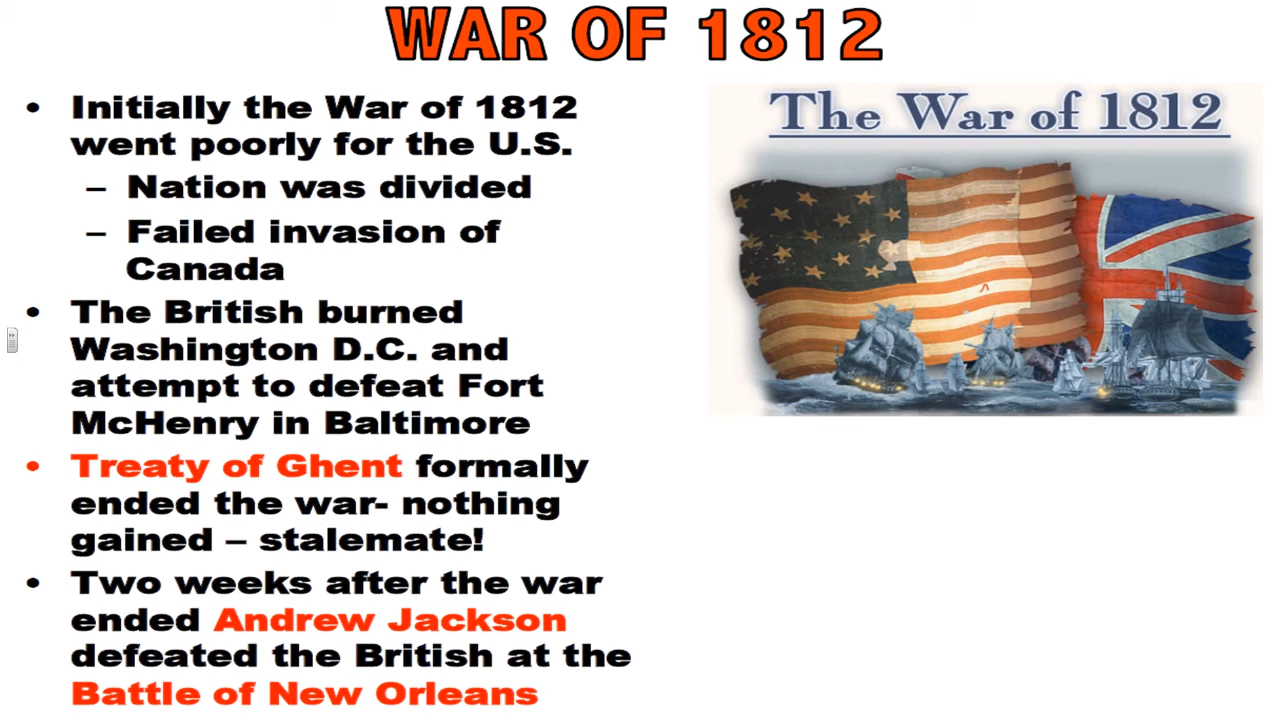 WAR OF 1812
• Initially the War of 1812
went poorly for the U.S.
– Nation was divided
– Failed invasion of
Canada
• The British burned
Washington D.C. and
attempt to defeat Fort
McHenry in Baltimore
• Treaty of Ghent formally
ended the war- nothing
gained – stalemate!
• Two weeks after the war
ended Andrew Jackson
defeated the British at the
Battle of New Orleans
The War of 1812